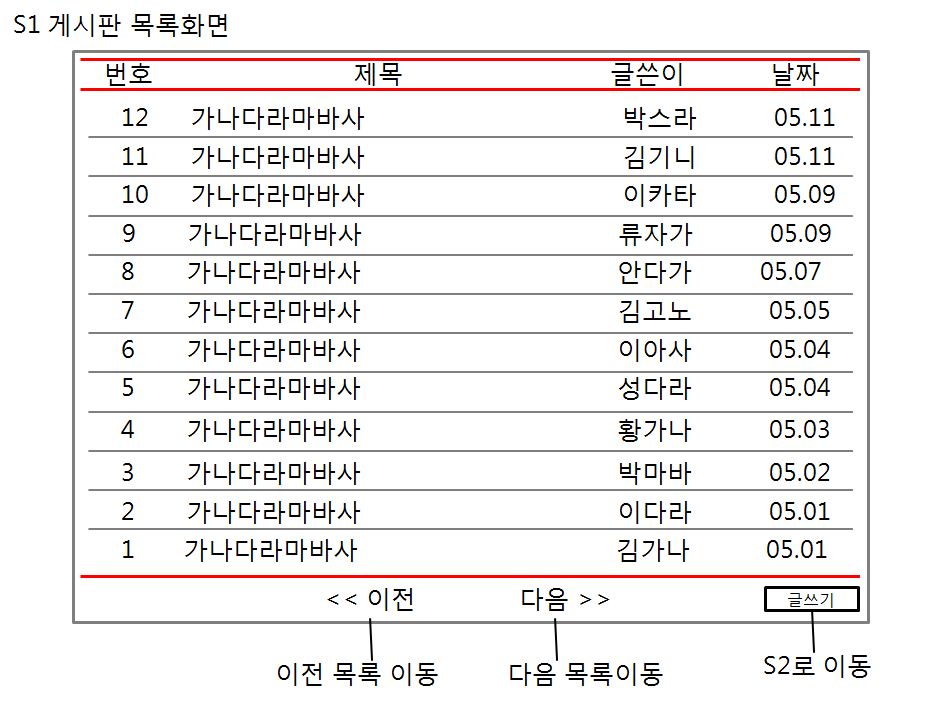 S1 게시판 목록화면
번호 제목 글쓴이 날짜
12 가나다라마바사 박스라 05.11
11 가나다라마바사 김기니 05.11
10 가나다라마바사 이카타 05.09
9 가나다라마바사 류자가 05.09
8 가나다라마바사 안다가 05.07
7 가나다라마바사 김고노 05.05
6 가나다라마바사 이아사 05.04
5 가나다라마바사 성다라 05.04
4 가나다라마바사 황가나 05.03
3 가나다라마바사 박마바 05.02
2 가나다라마바사 이다라 05.01
1 가나다라마바사 김가나 05.01
<< 이전 다음 >> 글쓰기
이전 목록 이동 다음 목록이동 S2로 이동